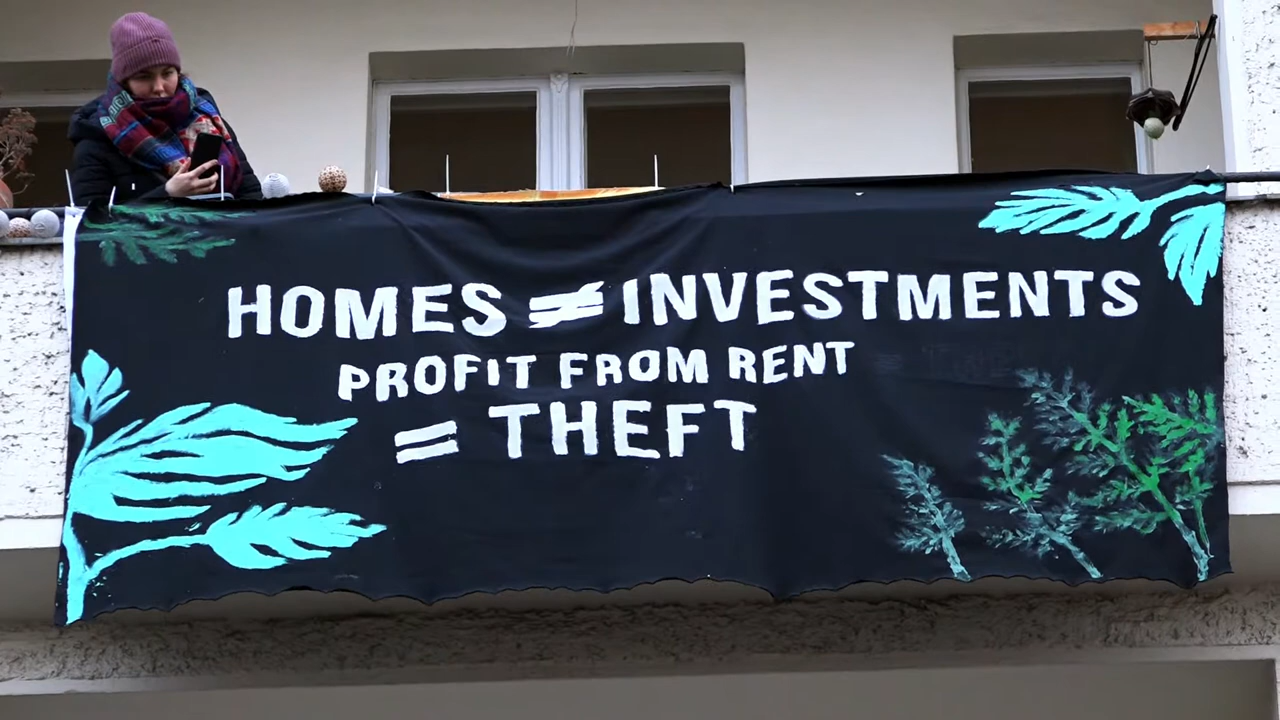 HOMES ≠ INVESTMENTS
PROFIT FROM RENT
= THEFT